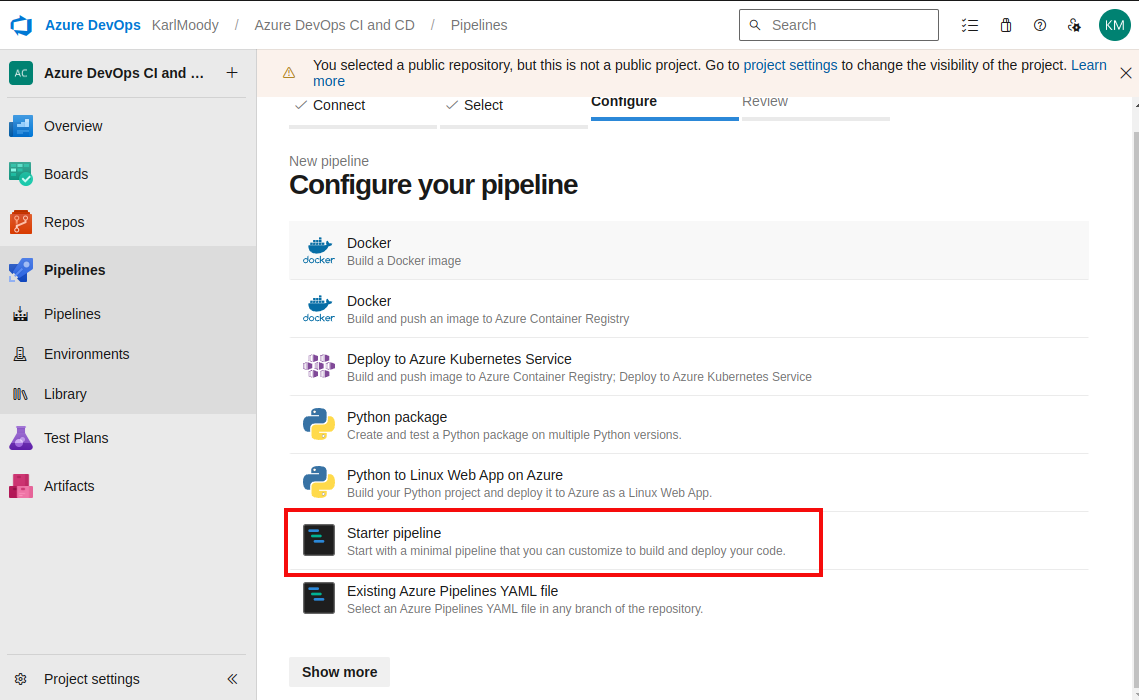 Azure DevOps KarlMoody / Azure DevOps CI and CD / Pipelines
Search
KM
AC Azure DevOps CI and ... +
You selected a public repository, but this is not a public project. Go to project settings to change the visibility of the project. Learn
more
Connect
Select
Configure
Review
Overview
Boards
Repos
Pipelines
Pipelines
Environments
Library
Test Plans
Artifacts
Project settings
New pipeline
Configure your pipeline
docker
Docker
Build a Docker image
docker
Docker
Build and push an image to Azure Container Registry
Deploy to Azure Kubernetes Service
Build and push image to Azure Container Registry; Deploy to Azure Kubernetes Service
Python package
Create and test a Python package on multiple Python versions.
Python to Linux Web App on Azure
Build your Python project and deploy it to Azure as a Linux Web App.
Starter pipeline
Start with a minimal pipeline that you can customize to build and deploy your code.
Existing Azure Pipelines YAML file
Select an Azure Pipelines YAML file in any branch of the repository.
Show more